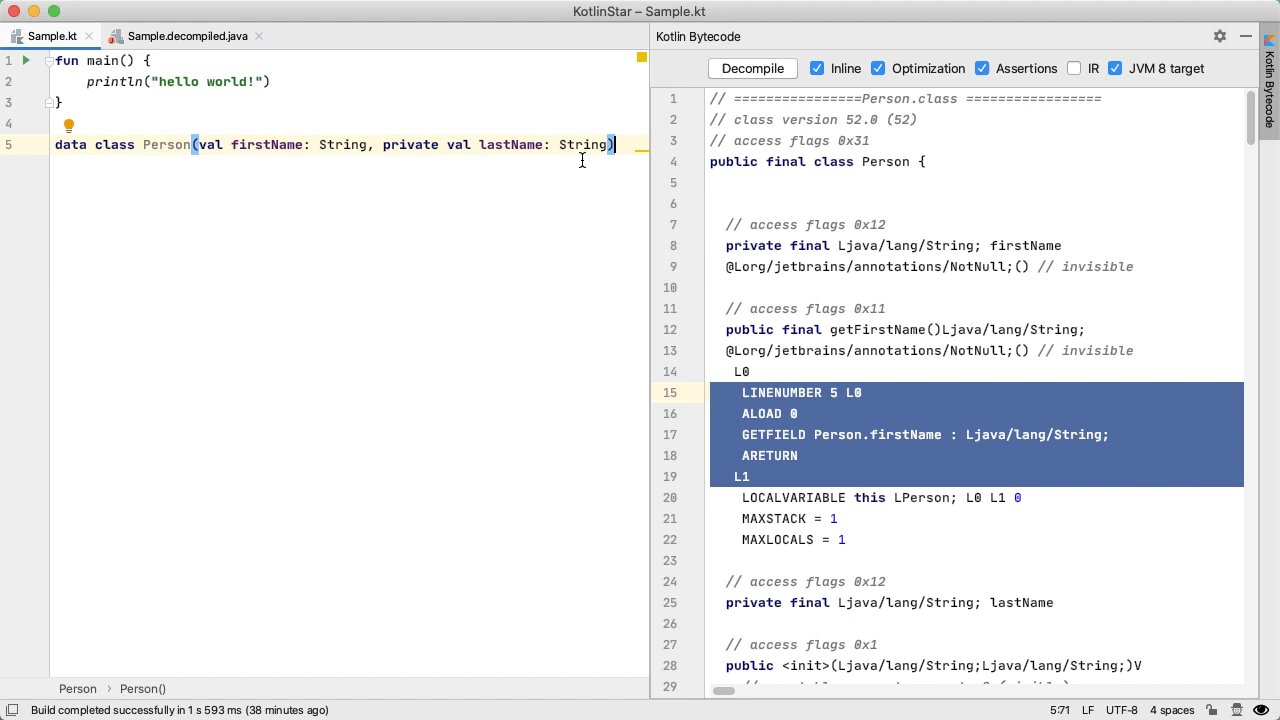 KotlinStar – Sample.kt
Sample.kt
Sample.decompiled.java
1 fun main() {
2 println("hello world!")
3 }
4
5 data class Person(val firstName: String, private val lastName: String)
Person > Person()
Kotlin Bytecode
Decompile Inline Optimization Assertions IR JVM 8 target
1 // ================Person.class =================
2 // class version 52.0 (52)
3 // access flags 0x31
4 public final class Person {
5
6
7 // access flags 0x12
8 private final Ljava/lang/String; firstName
9 @Lorg/jetbrains/annotations/NotNull;() // invisible
10
11 // access flags 0x11
12 public final getFirstName()Ljava/lang/String;
13 @Lorg/jetbrains/annotations/NotNull;() // invisible
14 L0
15 LINENUMBER 5 L0
16 ALOAD 0
17 GETFIELD Person.firstName : Ljava/lang/String;
18 ARETURN
19 L1
20 LOCALVARIABLE this LPerson; L0 L1 0
21 MAXSTACK = 1
22 MAXLOCALS = 1
23
24 // access flags 0x12
25 private final Ljava/lang/String; lastName
26
27 // access flags 0x1
28 public <init>(Ljava/lang/String;Ljava/lang/String;)V
29
Kotlin Bytecode
Build completed successfully in 1 s 593 ms (38 minutes ago)
5:71 LF UTF-8 4 spaces